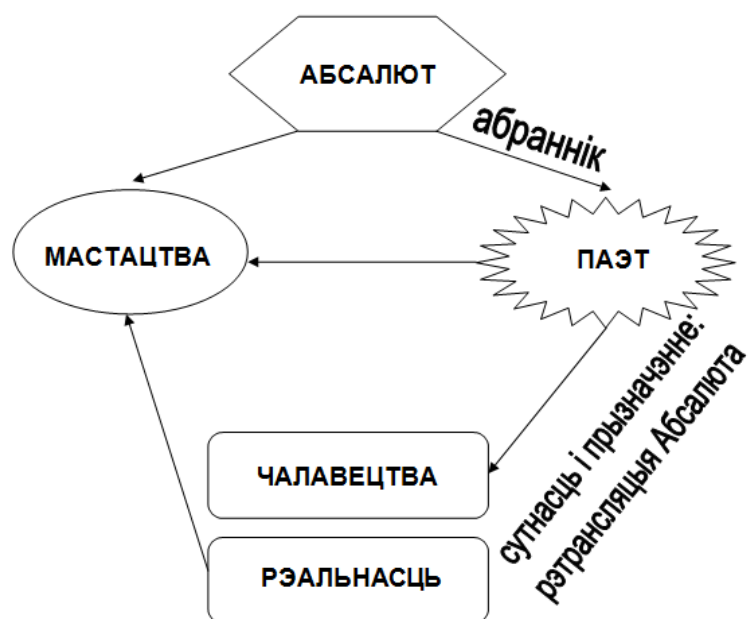 АБСАЛЮТ
абраннік
МАСТАЦТВА
ПАЭТ
ЧАЛАВЕЦТВА
РЭАЛЬНАСЦЬ
сутнасць і прызначэнне:
рэтрансляцыя Абсалюта